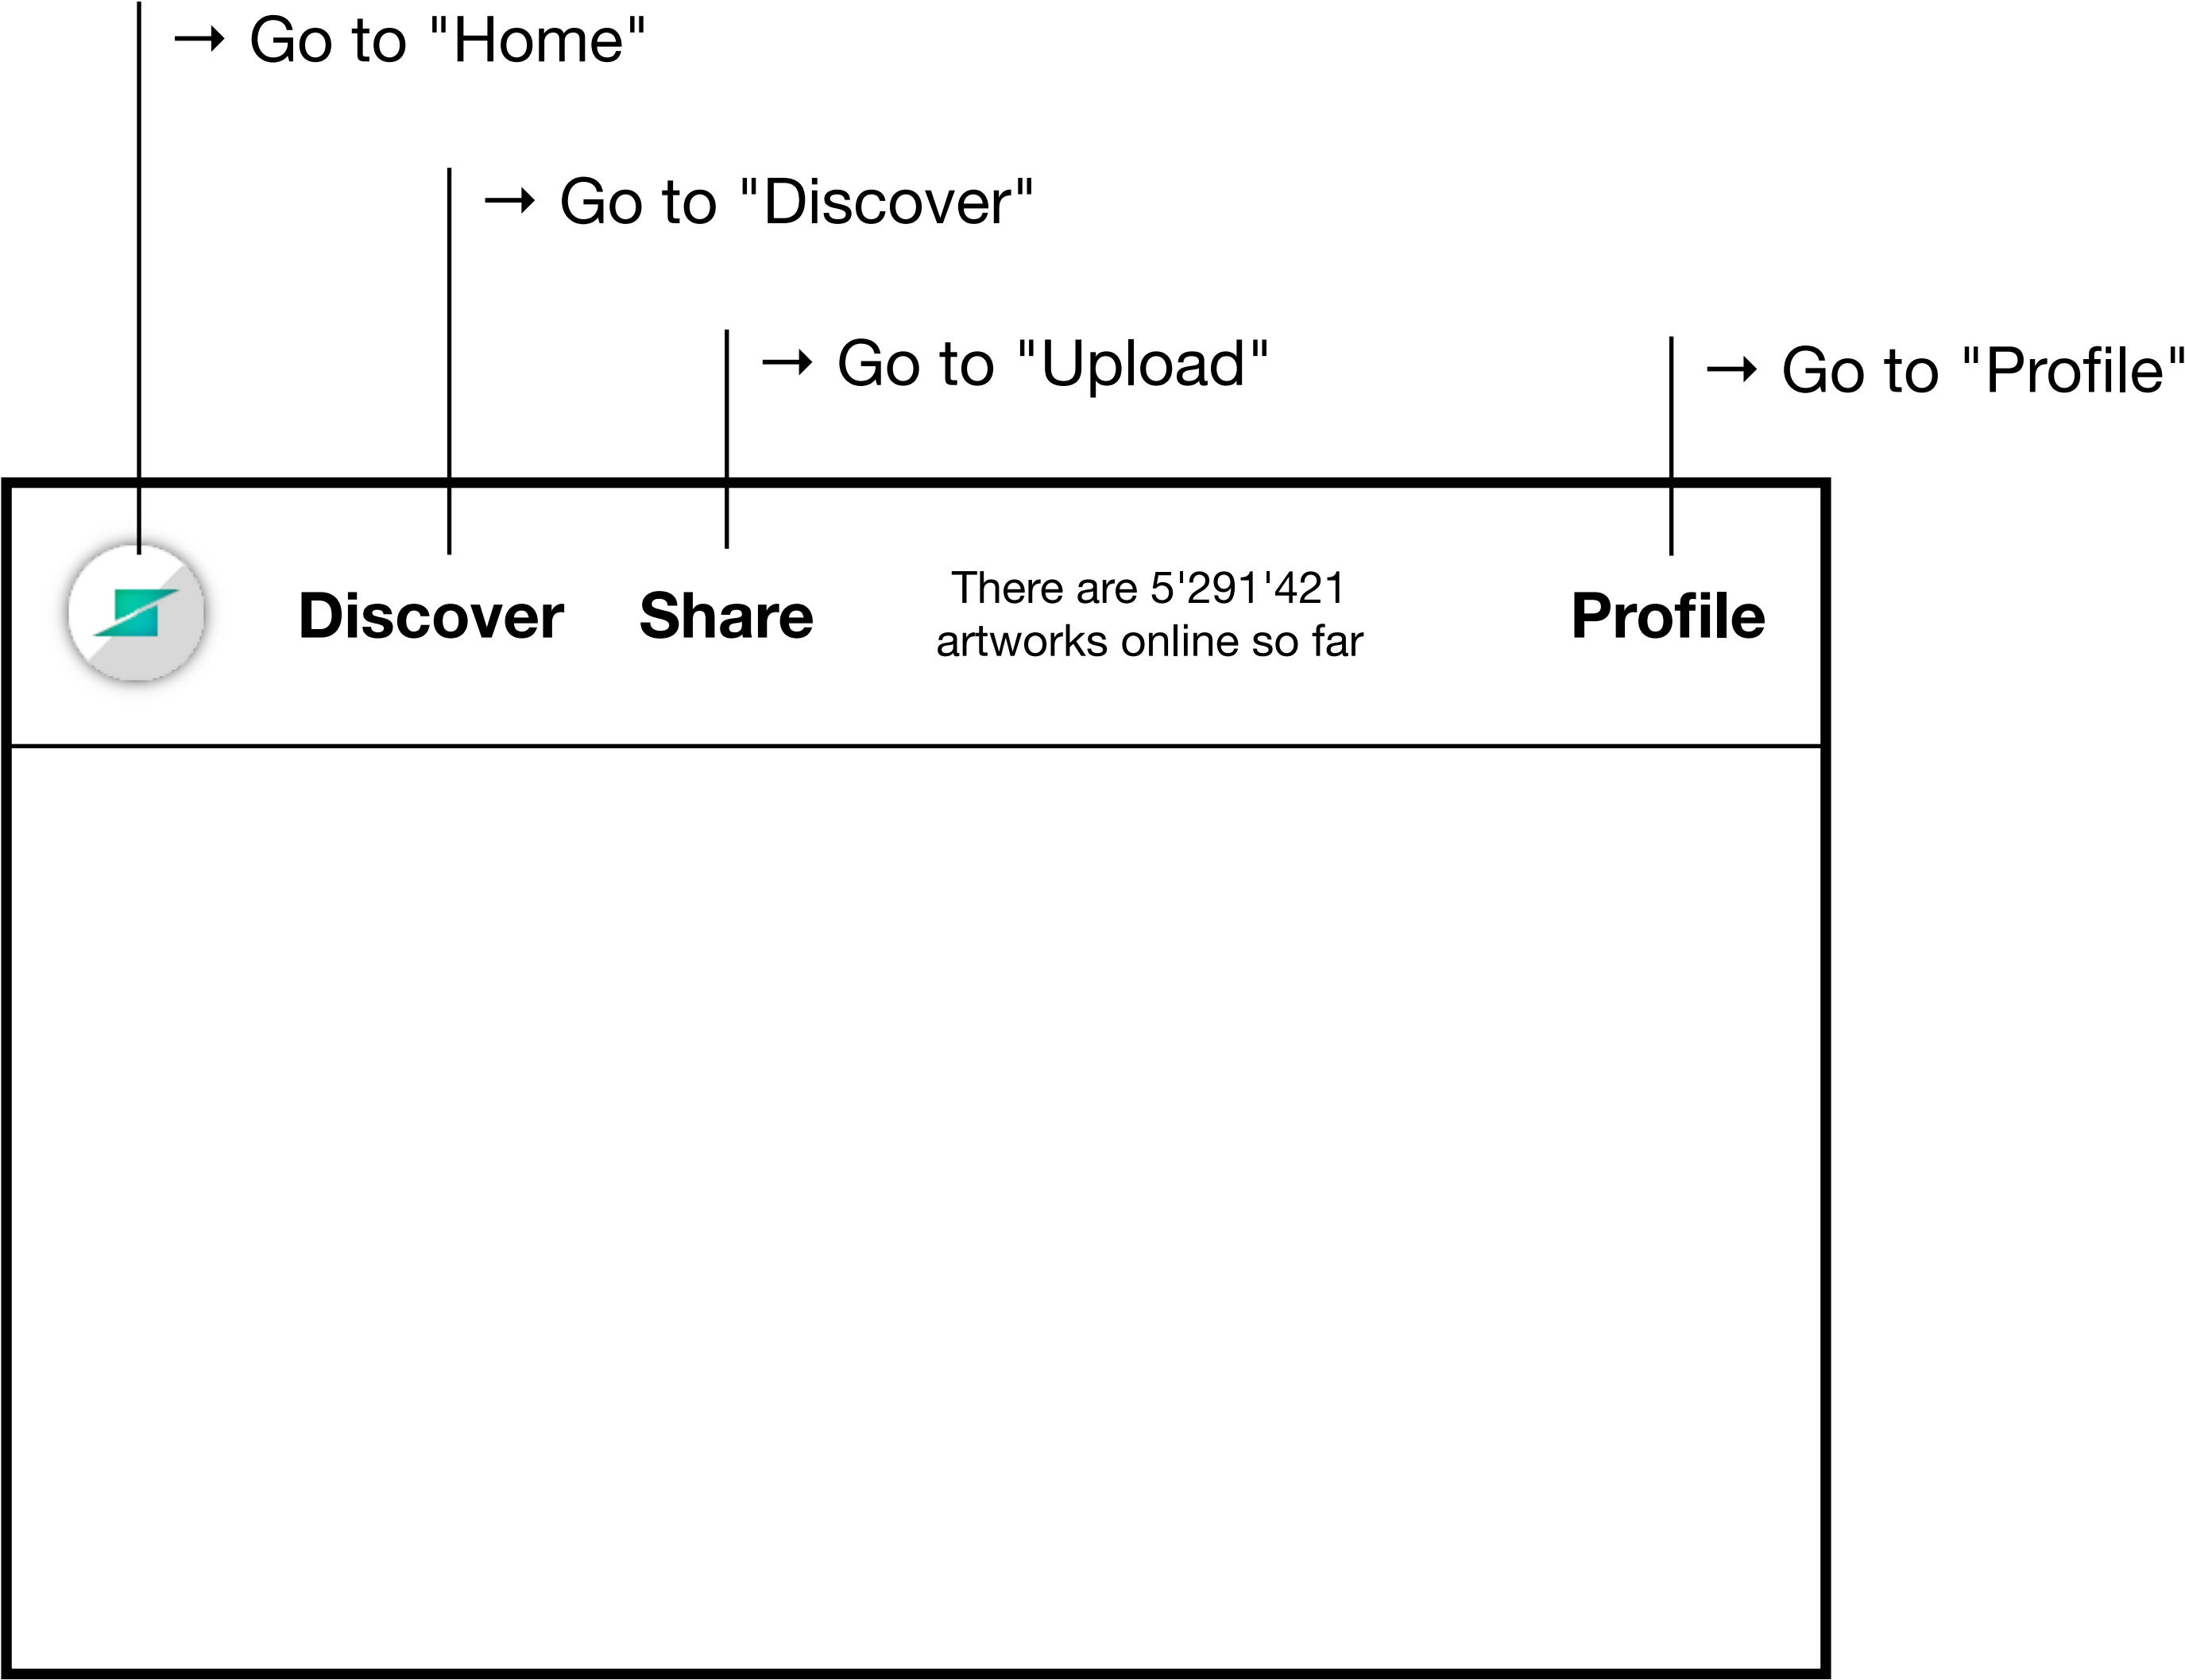 → Go to "Home"
→ Go to "Discover"
→ Go to "Upload"
→ Go to "Profile"
Discover
Share
There are 5'291'421
artworks online so far
Profile